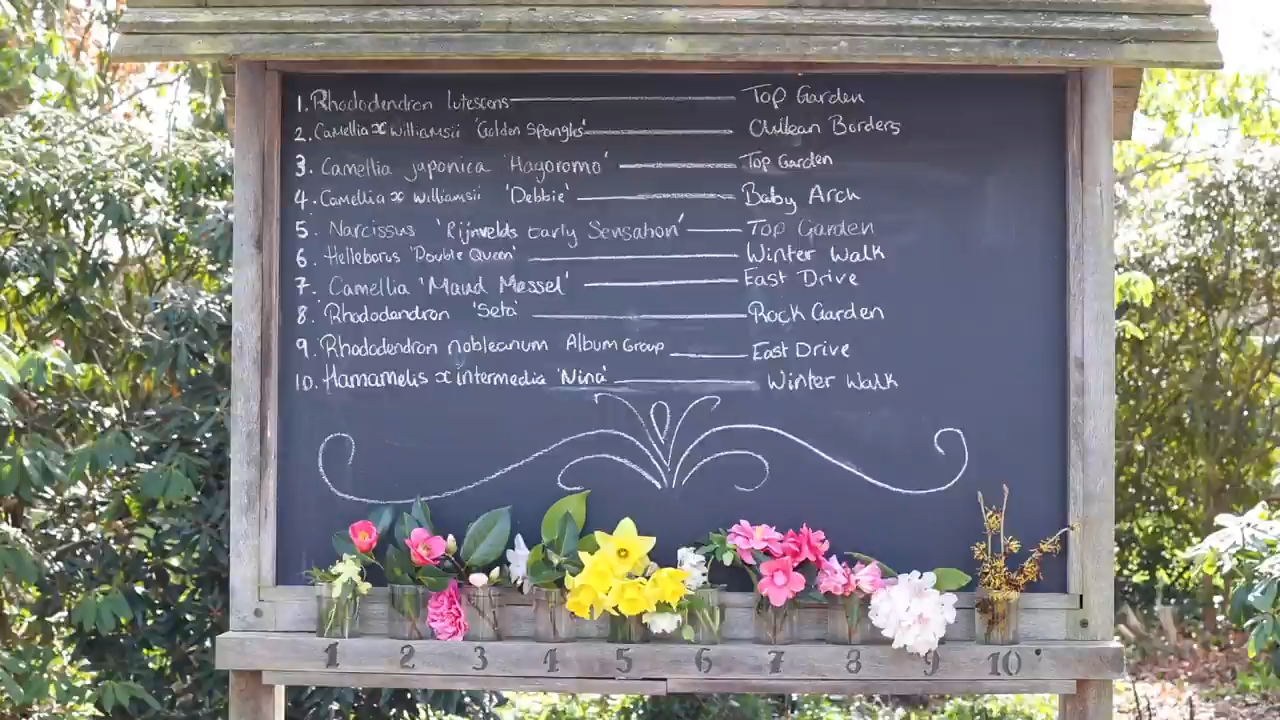 1. Rhododendron lutescens Top Garden
2. Camellia x williamsii 'Golden Spangles' Chilean Borders
3. Camellia japonica 'Hagoromo' Top Garden
4. Camellia x williamsii 'Debbie' Baby Arch
5. Narcissus 'Rijnvelds Early Sensation' Top Garden
6. Helleborus 'Double Queen' Winter Walk
7. Camellia 'Maud Messel' East Drive
8. Rhododendron 'Seta' Rock Garden
9. Rhododendron nobleanum Album Group East Drive
10. Hamamelis x intermedia 'Nina' Winter Walk
1 2 3 4 5 6 7 8 9 10